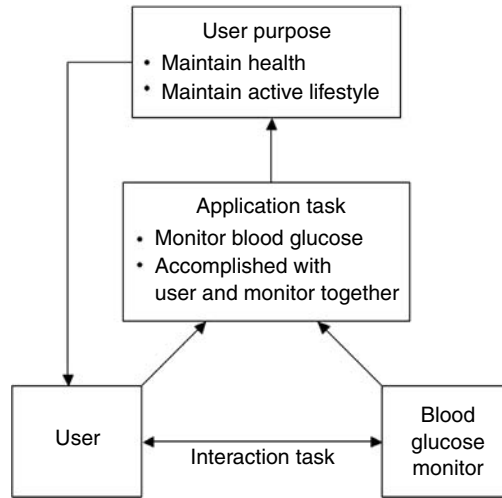 User purpose
• Maintain health
• Maintain active lifestyle
Application task
• Monitor blood glucose
• Accomplished with
user and monitor together
User
Interaction task
Blood
glucose
monitor